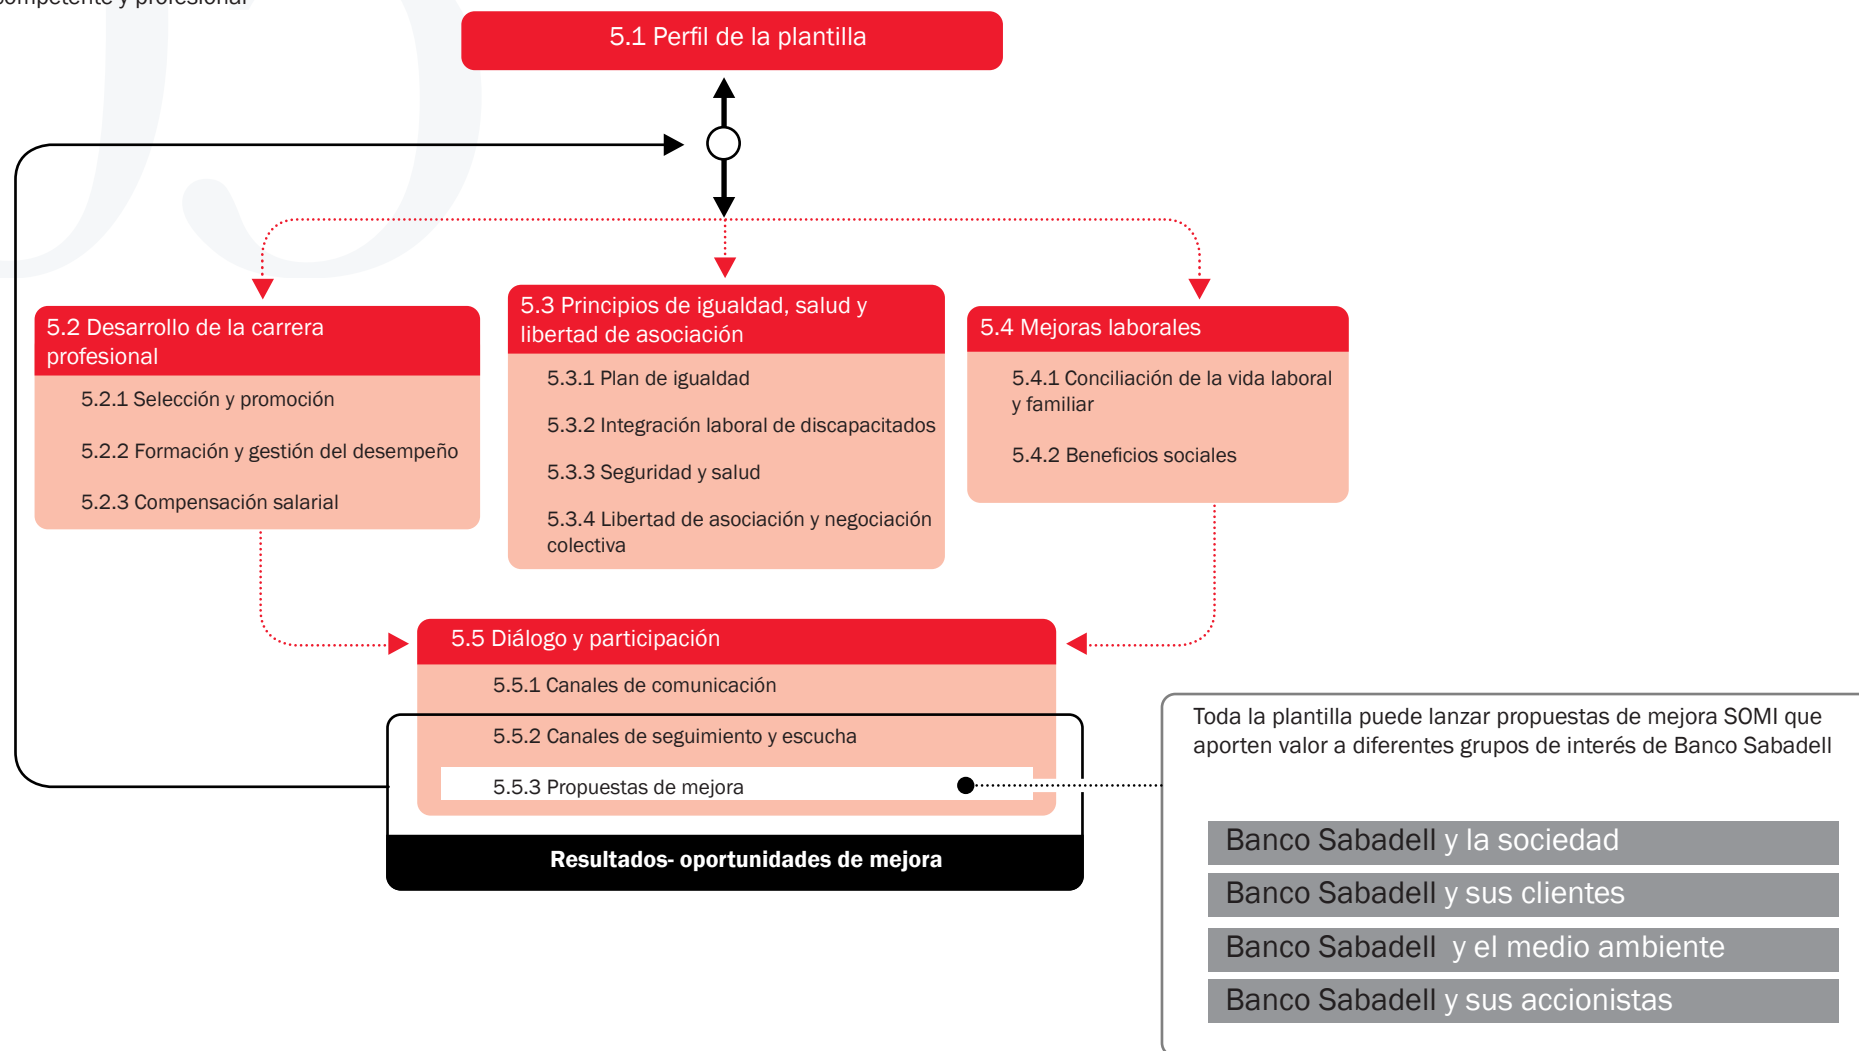 competente y profesional
5.1 Perfil de la plantilla
5.2 Desarrollo de la carrera
profesional
5.2.1 Selección y promoción
5.2.2 Formación y gestión del desempeño
5.2.3 Compensación salarial
5.3 Principios de igualdad, salud y
libertad de asociación
5.3.1 Plan de igualdad
5.3.2 Integración laboral de discapacitados
5.3.3 Seguridad y salud
5.3.4 Libertad de asociación y negociación
colectiva
5.4 Mejoras laborales
5.4.1 Conciliación de la vida laboral
y familiar
5.4.2 Beneficios sociales
5.5 Diálogo y participación
5.5.1 Canales de comunicación
5.5.2 Canales de seguimiento y escucha
5.5.3 Propuestas de mejora
Resultados- oportunidades de mejora
Toda la plantilla puede lanzar propuestas de mejora SOMI que
aporten valor a diferentes grupos de interés de Banco Sabadell
Banco Sabadell y la sociedad
Banco Sabadell y sus clientes
Banco Sabadell y el medio ambiente
Banco Sabadell y sus accionistas